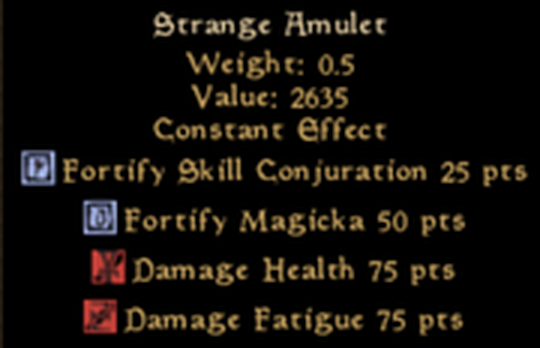 Strange Amulet
Weight: 0.5
Value: 2635
Constant Effect
Fortify Skill Conjuration 25 pts
Fortify Magicka 50 pts
Damage Health 75 pts
Damage Fatigue 75 pts